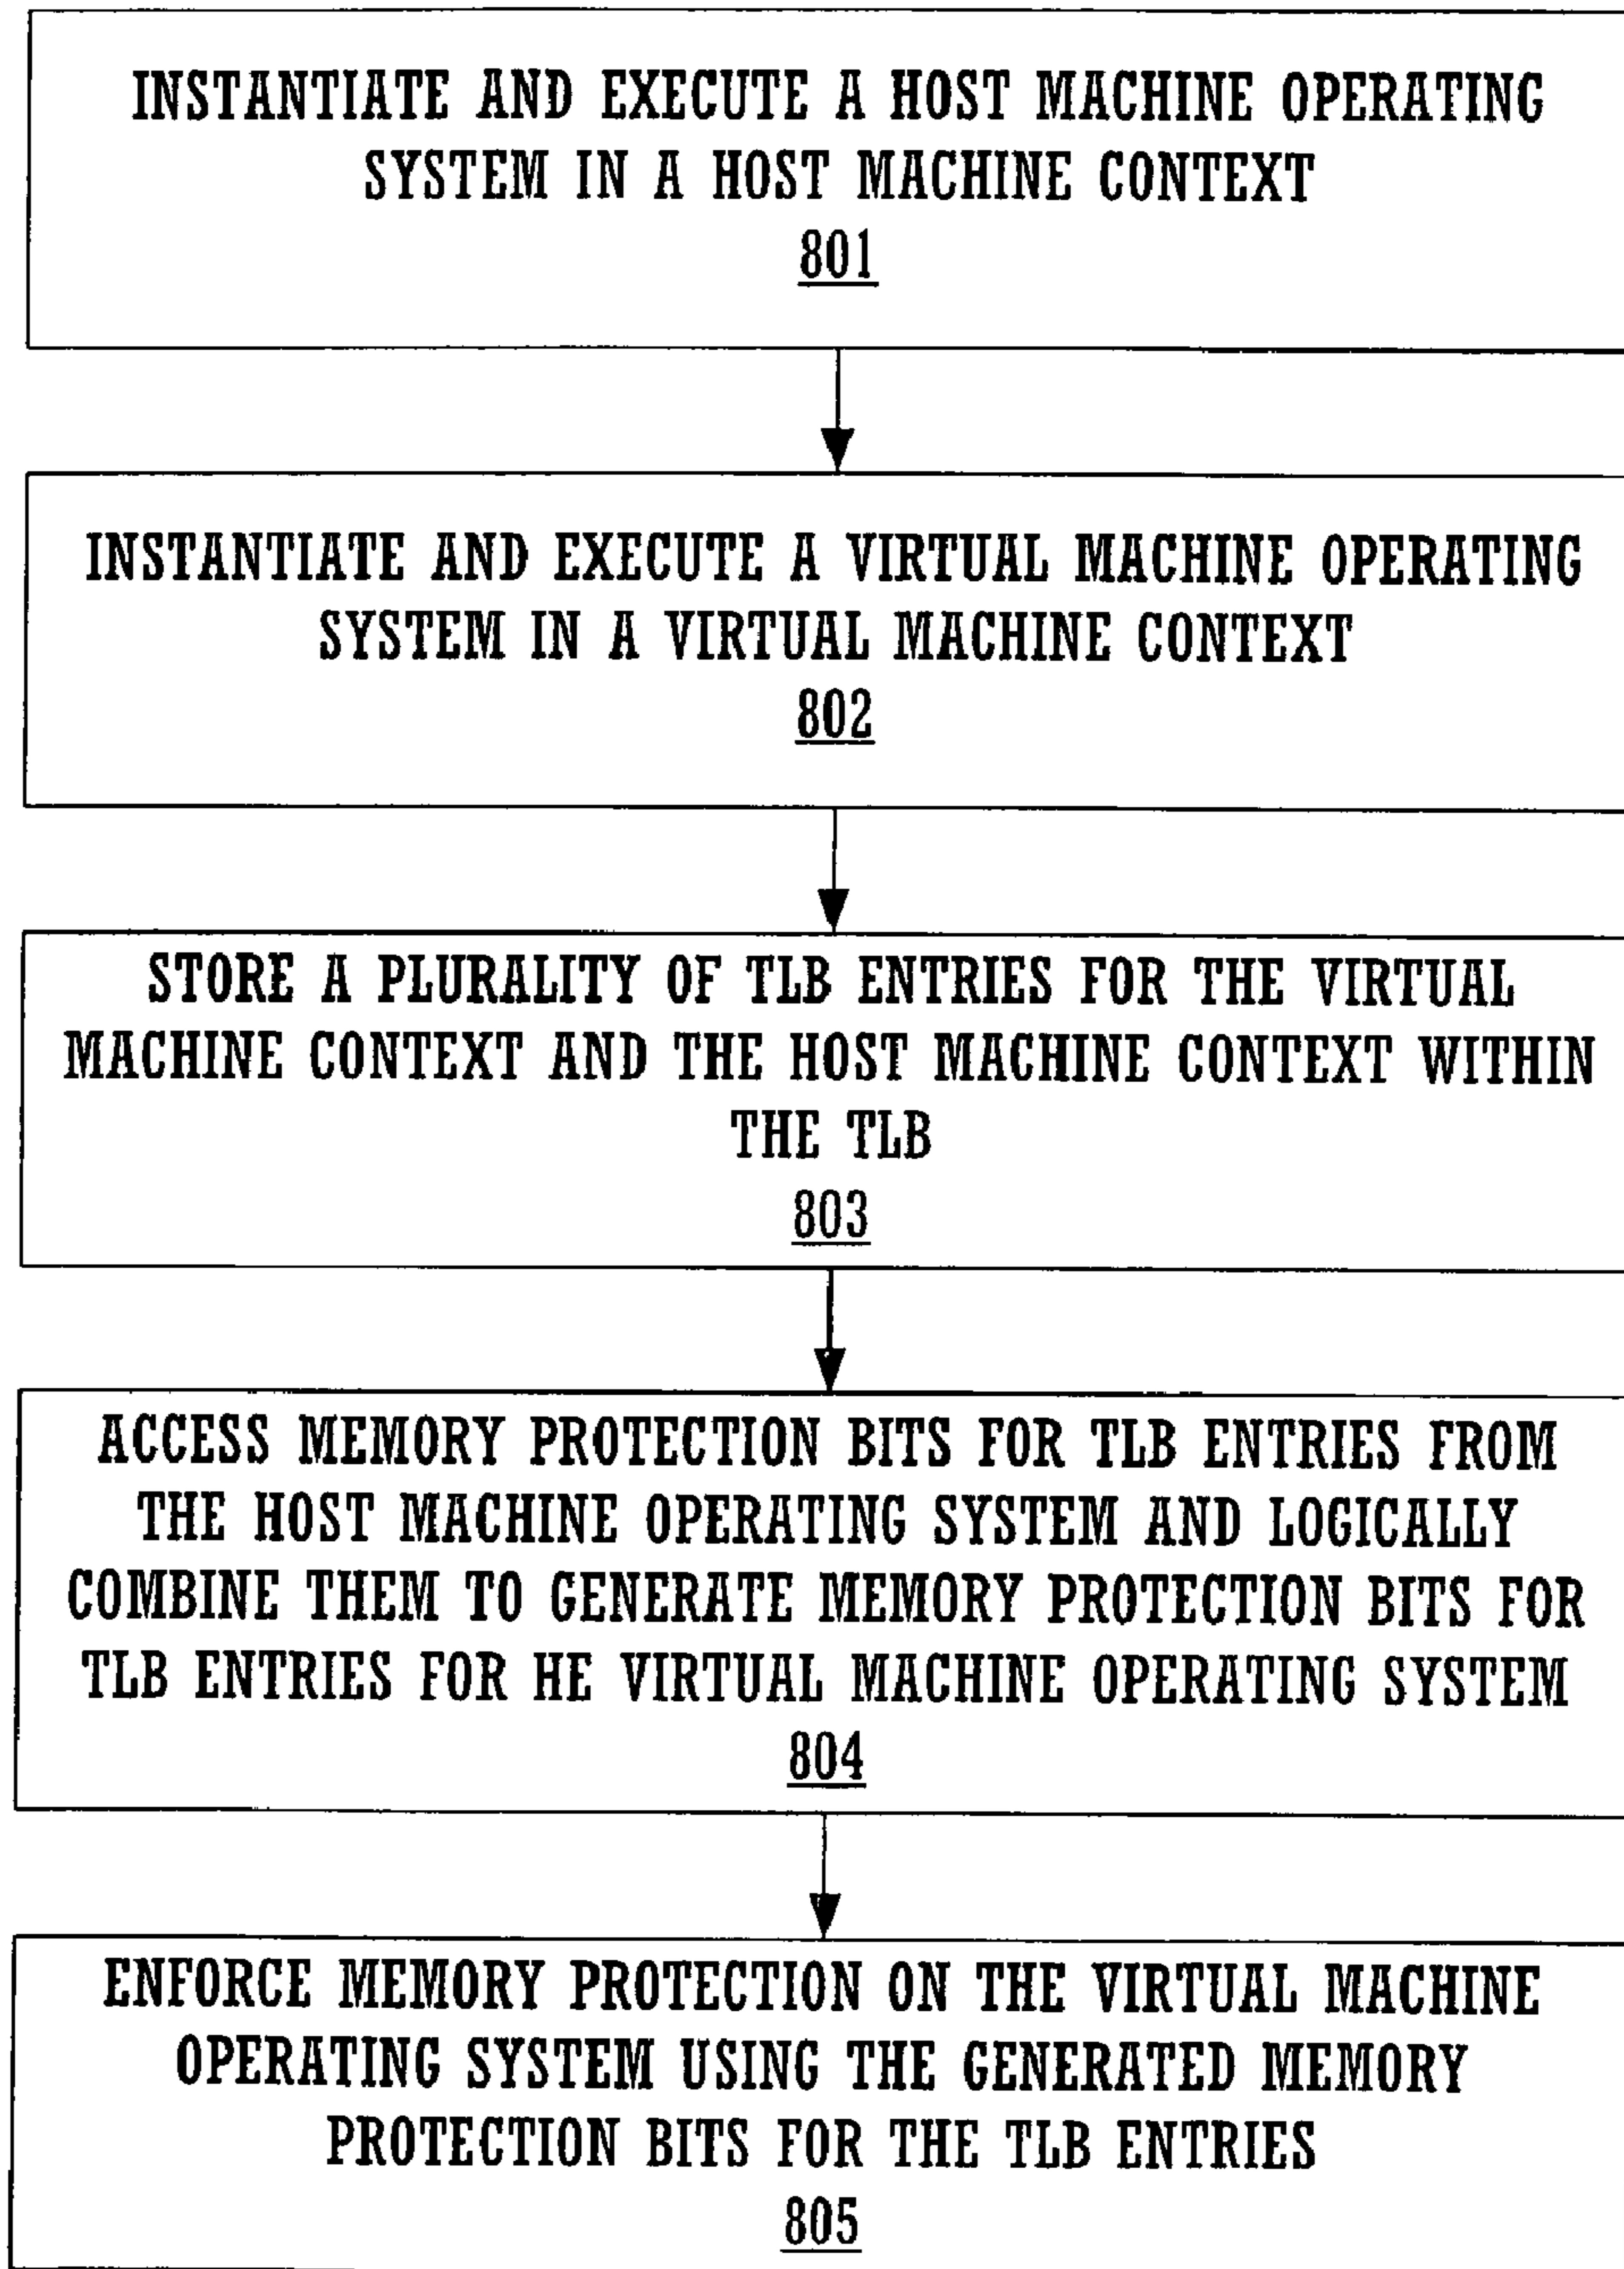 INSTANTIATE AND EXECUTE A HOST MACHINE OPERATING
SYSTEM IN A HOST MACHINE CONTEXT
801
INSTANTIATE AND EXECUTE A VIRTUAL MACHINE OPERATING
SYSTEM IN A VIRTUAL MACHINE CONTEXT
802
STORE A PLURALITY OF TLB ENTRIES FOR THE VIRTUAL
MACHINE CONTEXT AND THE HOST MACHINE CONTEXT WITHIN
THE TLB
803
ACCESS MEMORY PROTECTION BITS FOR TLB ENTRIES FROM
THE HOST MACHINE OPERATING SYSTEM AND LOGICALLY
COMBINE THEM TO GENERATE MEMORY PROTECTION BITS FOR
TLB ENTRIES FOR HE VIRTUAL MACHINE OPERATING SYSTEM
804
ENFORCE MEMORY PROTECTION ON THE VIRTUAL MACHINE
OPERATING SYSTEM USING THE GENERATED MEMORY
PROTECTION BITS FOR THE TLB ENTRIES
805